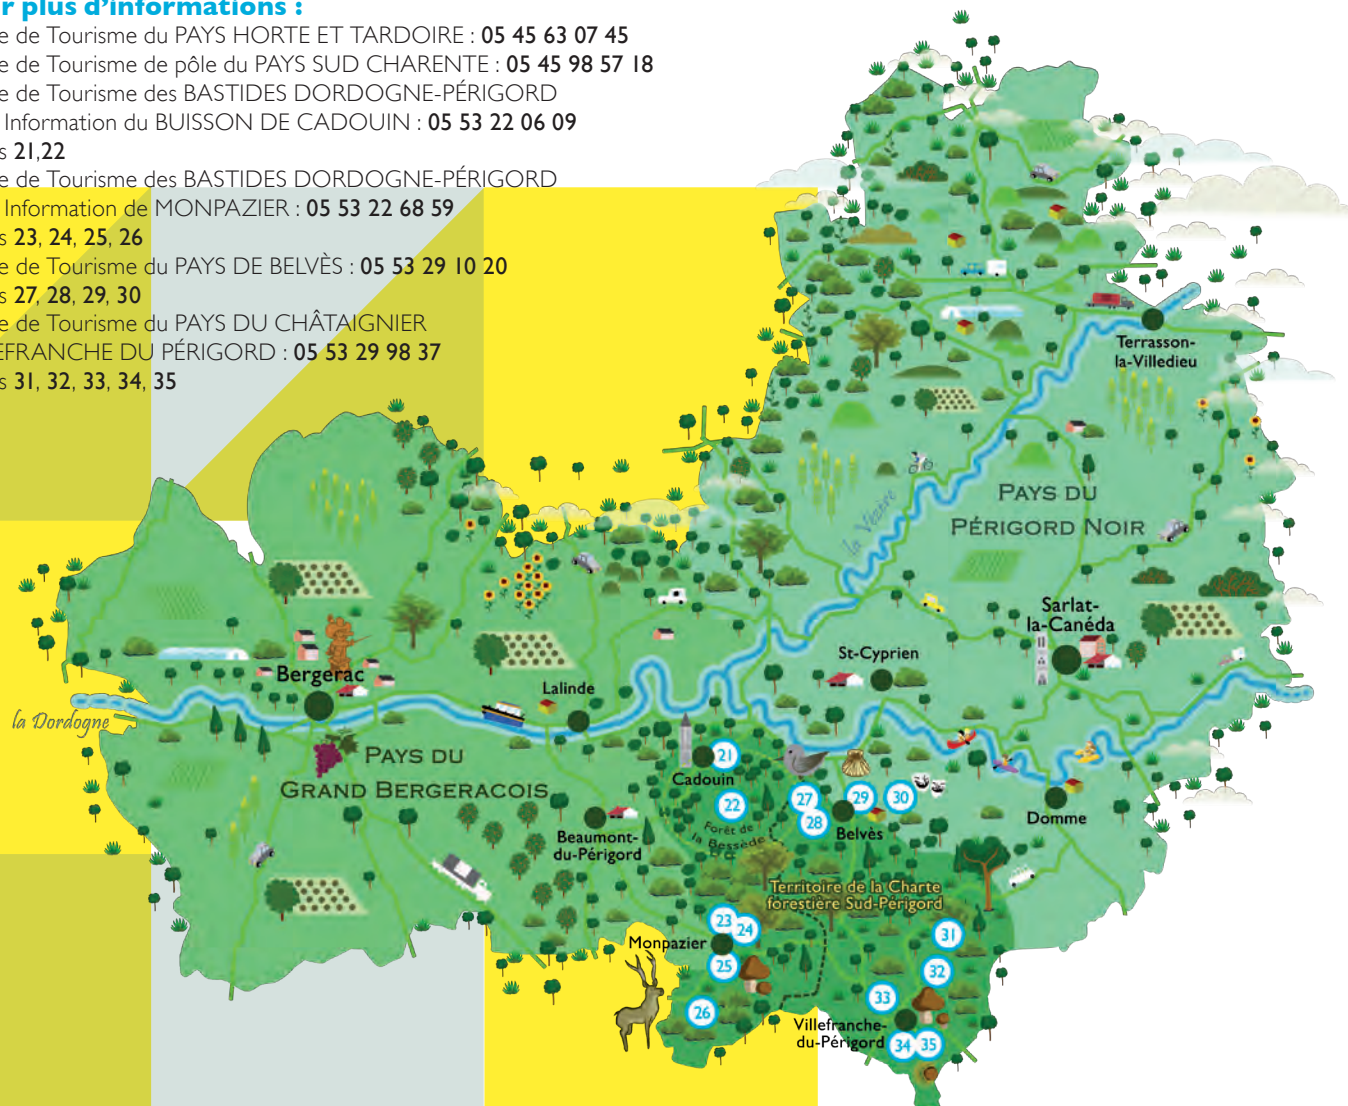 r plus d'informations :
e de Tourisme du PAYS HORTE ET TARDOIRE : 05 45 63 07 45
e de Tourisme de pôle du PAYS SUD CHARENTE : 05 45 98 57 18
e de Tourisme des BASTIDES DORDOGNE-PÉRIGORD
Information du BUISSON DE CADOUIN : 05 53 22 06 09
s 21,22
e de Tourisme des BASTIDES DORDOGNE-PÉRIGORD
Information de MONPAZIER : 05 53 22 68 59
s 23, 24, 25, 26
e de Tourisme du PAYS DE BELVÈS : 05 53 29 10 20
s 27, 28, 29, 30
e de Tourisme du PAYS DU CHÂTAIGNIER
EFRANCHE DU PÉRIGORD : 05 53 29 98 37
s 31, 32, 33, 34, 35
Terrasson-
la-Villedieu
la Vézère
PAYS DU
PÉRIGORD NOIR
Sarlat-
la-Canéda
St-Cyprien
Bergerac
Lalinde
la Dordogne
PAYS DU
GRAND BERGERACOIS
Cadouin
21
22
Forêt de
la Bessède
27
28
29
30
Belvès
Domme
Beaumont-
du-Périgord
Territoire de la Charte
forestière Sud-Périgord
23
24
Monpazier
25
26
31
32
33
Villefranche-
du-Périgord
34
35